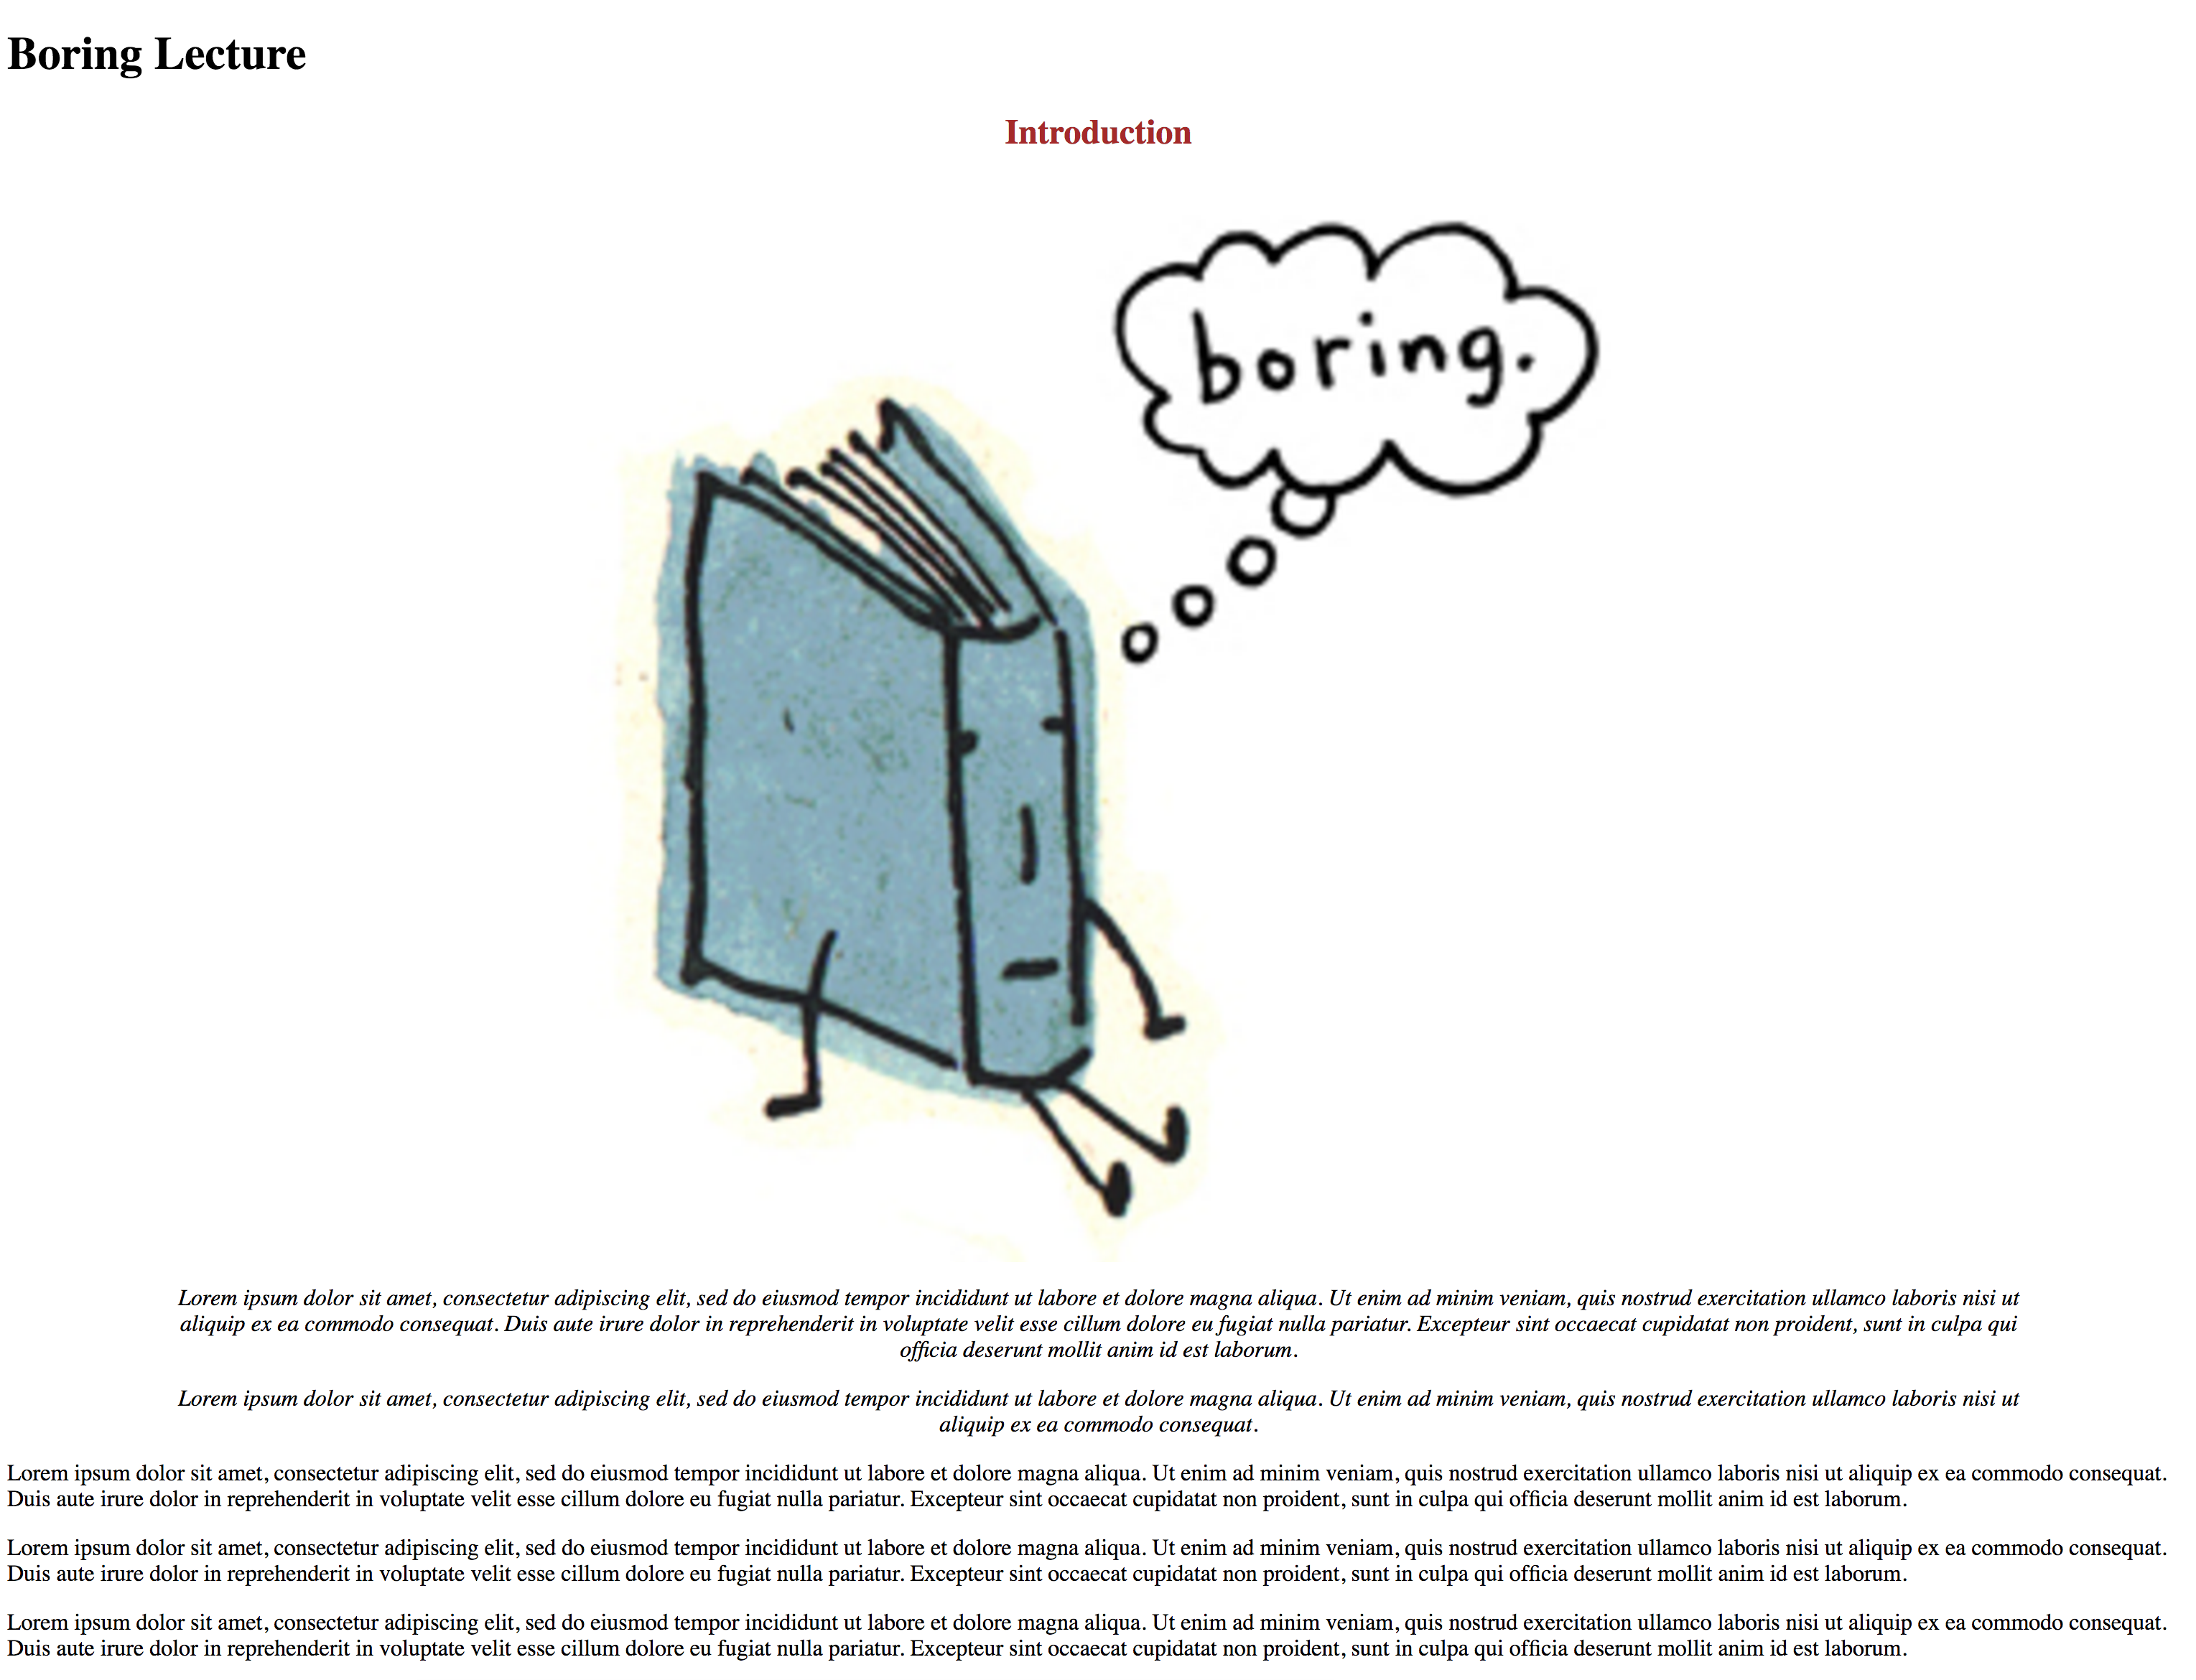 Boring Lecture
Introduction
boring.
Lorem ipsum dolor sit amet, consectetur adipiscing elit, sed do eiusmod tempor incididunt ut labore et dolore magna aliqua. Ut enim ad minim veniam, quis nostrud exercitation ullamco laboris nisi ut
aliquip ex ea commodo consequat. Duis aute irure dolor in reprehenderit in voluptate velit esse cillum dolore eu fugiat nulla pariatur. Excepteur sint occaecat cupidatat non proident, sunt in culpa qui
officia deserunt mollit anim id est laborum.
Lorem ipsum dolor sit amet, consectetur adipiscing elit, sed do eiusmod tempor incididunt ut labore et dolore magna aliqua. Ut enim ad minim veniam, quis nostrud exercitation ullamco laboris nisi ut
aliquip ex ea commodo consequat.
Lorem ipsum dolor sit amet, consectetur adipiscing elit, sed do eiusmod tempor incididunt ut labore et dolore magna aliqua. Ut enim ad minim veniam, quis nostrud exercitation ullamco laboris nisi ut aliquip ex ea commodo consequat.
Duis aute irure dolor in reprehenderit in voluptate velit esse cillum dolore eu fugiat nulla pariatur. Excepteur sint occaecat cupidatat non proident, sunt in culpa qui officia deserunt mollit anim id est laborum.
Lorem ipsum dolor sit amet, consectetur adipiscing elit, sed do eiusmod tempor incididunt ut labore et dolore magna aliqua. Ut enim ad minim veniam, quis nostrud exercitation ullamco laboris nisi ut aliquip ex ea commodo consequat.
Duis aute irure dolor in reprehenderit in voluptate velit esse cillum dolore eu fugiat nulla pariatur. Excepteur sint occaecat cupidatat non proident, sunt in culpa qui officia deserunt mollit anim id est laborum.
Lorem ipsum dolor sit amet, consectetur adipiscing elit, sed do eiusmod tempor incididunt ut labore et dolore magna aliqua. Ut enim ad minim veniam, quis nostrud exercitation ullamco laboris nisi ut aliquip ex ea commodo consequat.
Duis aute irure dolor in reprehenderit in voluptate velit esse cillum dolore eu fugiat nulla pariatur. Excepteur sint occaecat cupidatat non proident, sunt in culpa qui officia deserunt mollit anim id est laborum.